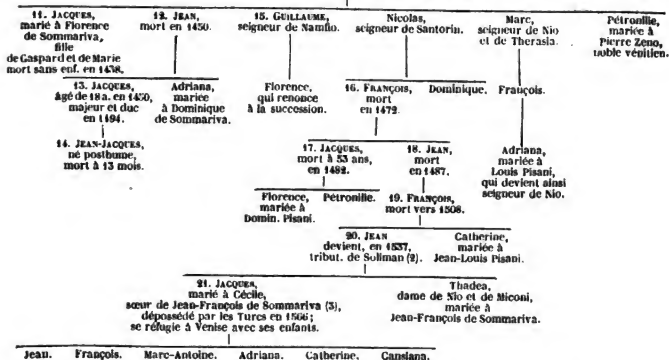 11. JACQUES,
marié à Florence
de Sommariva,
fille
de Gaspard et de Marie
mort sans enf. en 1438.
12. JEAN,
mort en 1450.
15. GUILLAUME,
seigneur de Namfio.
Nicolas,
seigneur de Santorin.
Marc,
seigneur de Nio
et de Therasia.
Pétronille,
mariée à
Pierre Zeno,
noble vénitien.
13. JACQUES,
âgé de 18 a. en 1450,
majeur et duc
en 1494.
Adriana,
mariée
à Dominique
de Sommariva.
Florence,
qui renonce
à la succession.
16. FRANÇOIS,
mort
en 1472.
Dominique.
François.
14. JEAN-JACQUES,
né posthume,
mort à 13 mois.
17. JACQUES,
mort à 53 ans,
en 1482.
18. JEAN,
mort
en 1487.
Adriana,
mariée à
Louis Pisani,
qui devient ainsi
seigneur de Nio.
Florence,
mariée à
Domin. Pisani.
Pétronille.
19. FRANÇOIS,
mort vers 1508.
20. JEAN
devient, en 1537,
tribut. de Soliman (2).
Catherine,
mariée à
Jean-Louis Pisani.
21. JACQUES,
marié à Cécile,
sœur de Jean-François de Sommariva (3),
dépossédé par les Turcs en 1566;
se réfugie à Venise avec ses enfants.
Thadea,
dame de Nio et de Miconi,
mariée à
Jean-François de Sommariva.
Jean. François. Marc-Antoine. Adriana. Catherine. Cansiana.